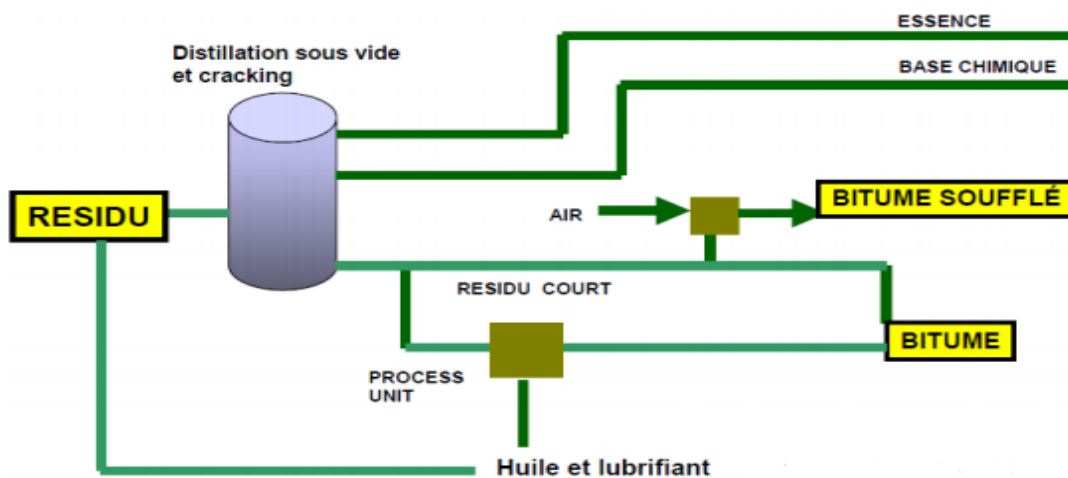 ESSENCE
Distillation sous vide
et cracking
BASE CHIMIQUE
BITUME SOUFFLÉ
RESIDU
AIR
RESIDU COURT
BITUME
PROCESS
UNIT
Huile et lubrifiant